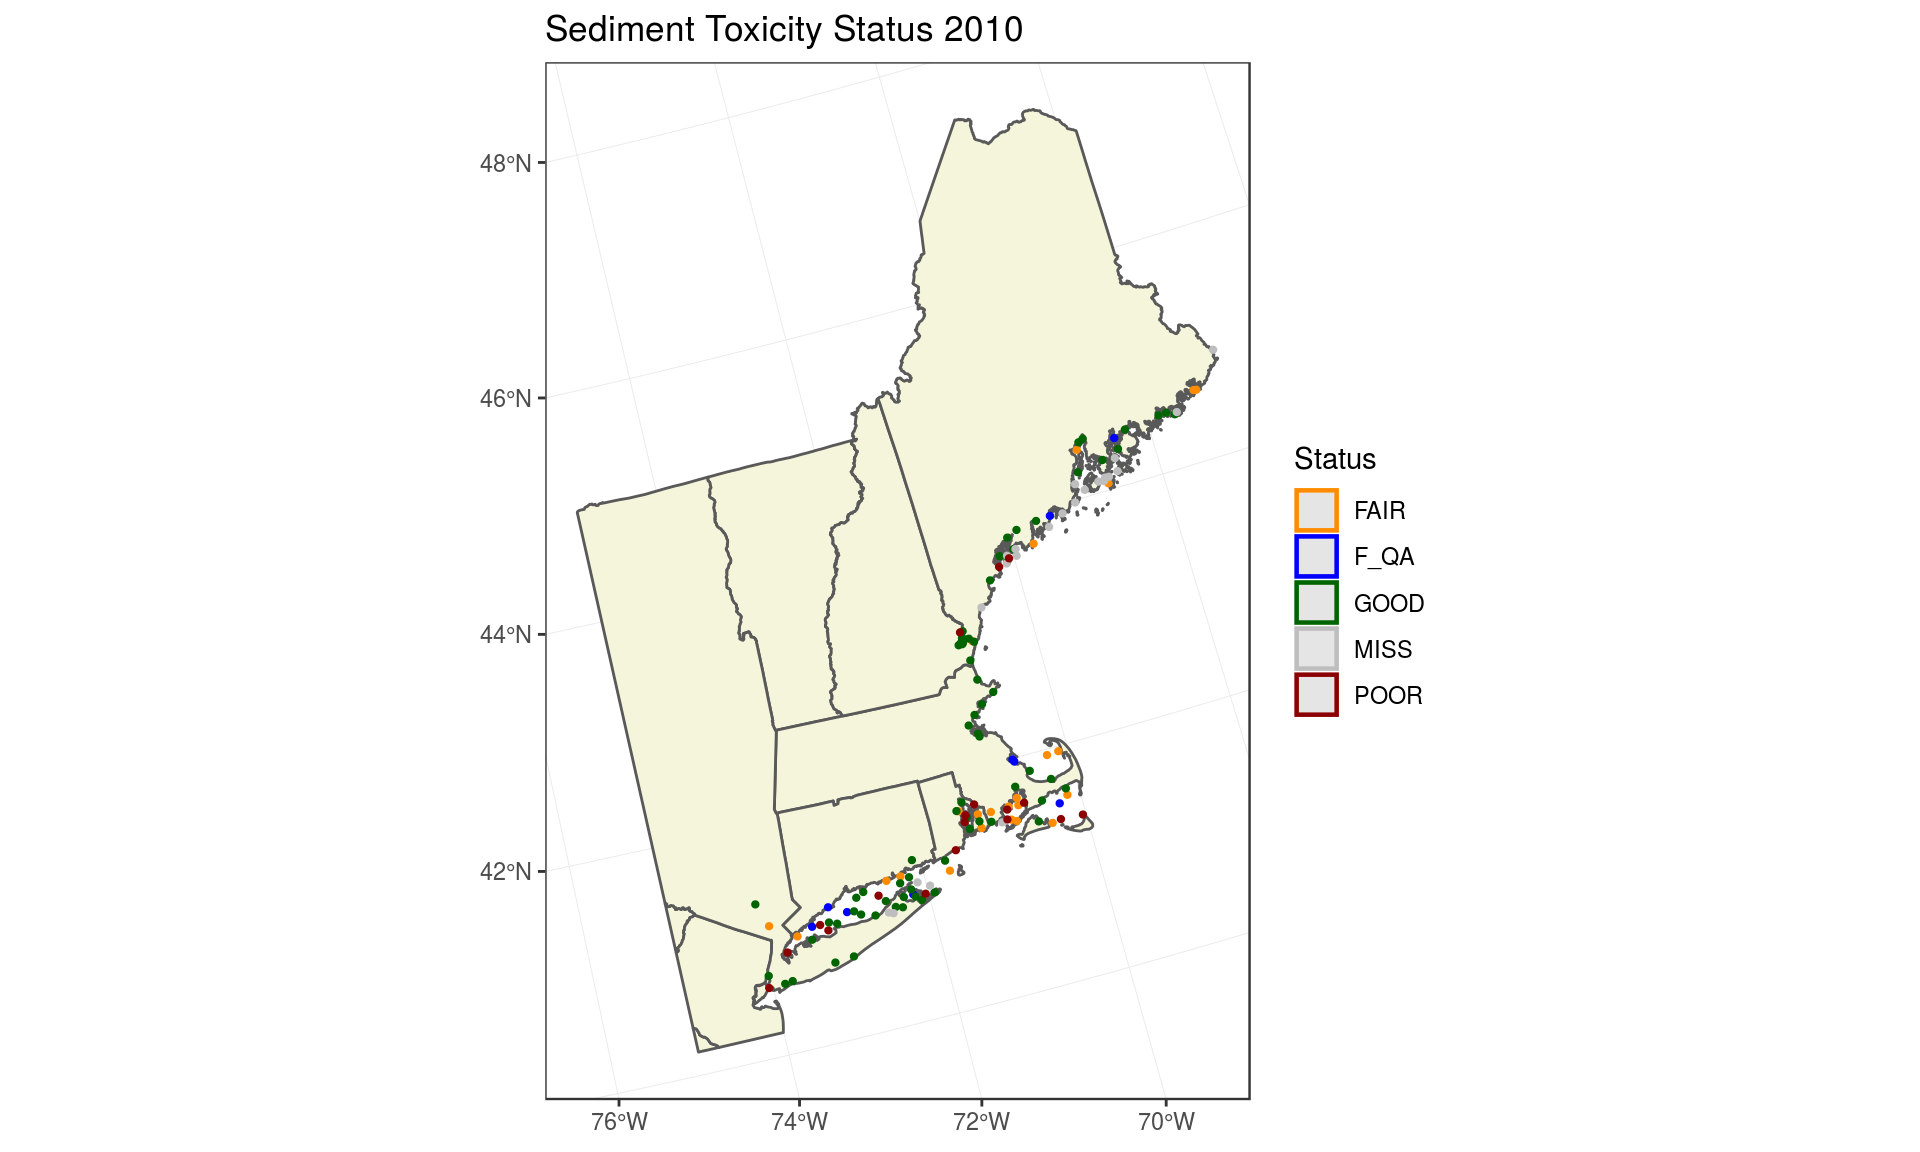 Sediment Toxicity Status 2010
48°N
46°N
44°N
42°N
76°W
74°W
72°W
70°W
Status
FAIR
F_QA
GOOD
MISS
POOR